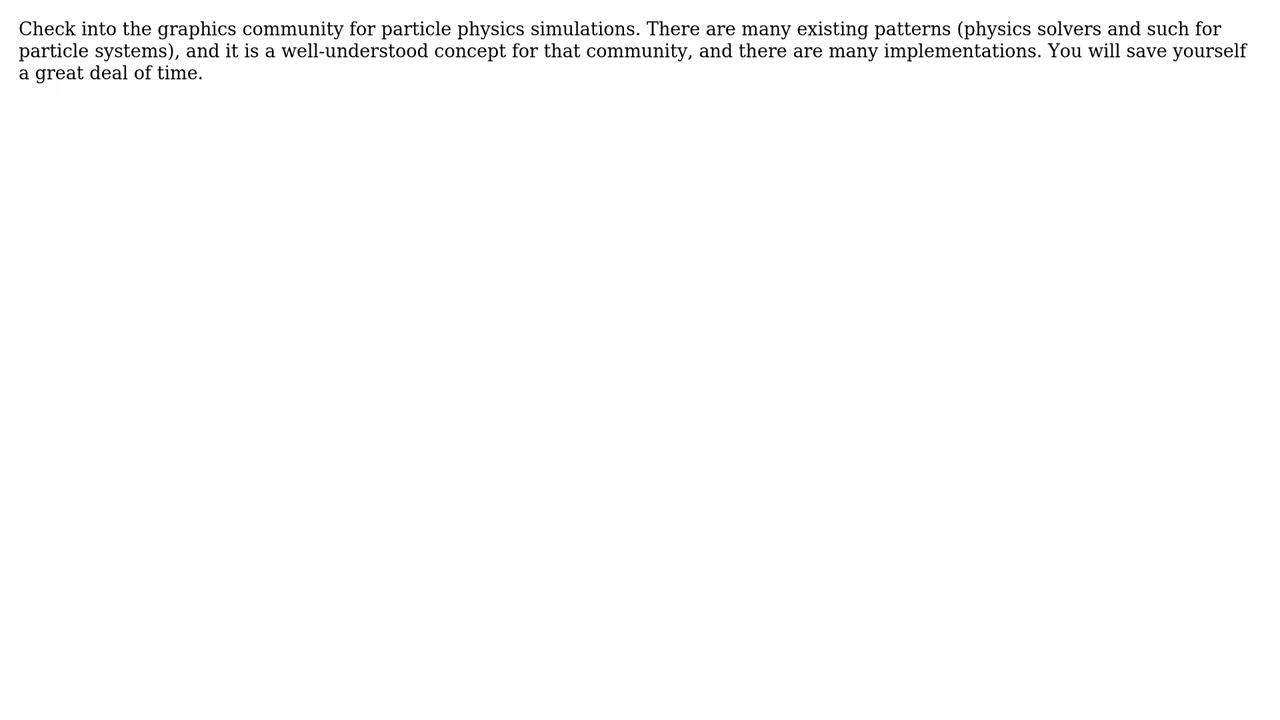 Check into the graphics community for particle physics simulations. There are many existing patterns (physics solvers and such for
particle systems), and it is a well-understood concept for that community, and there are many implementations. You will save yourself
a great deal of time.